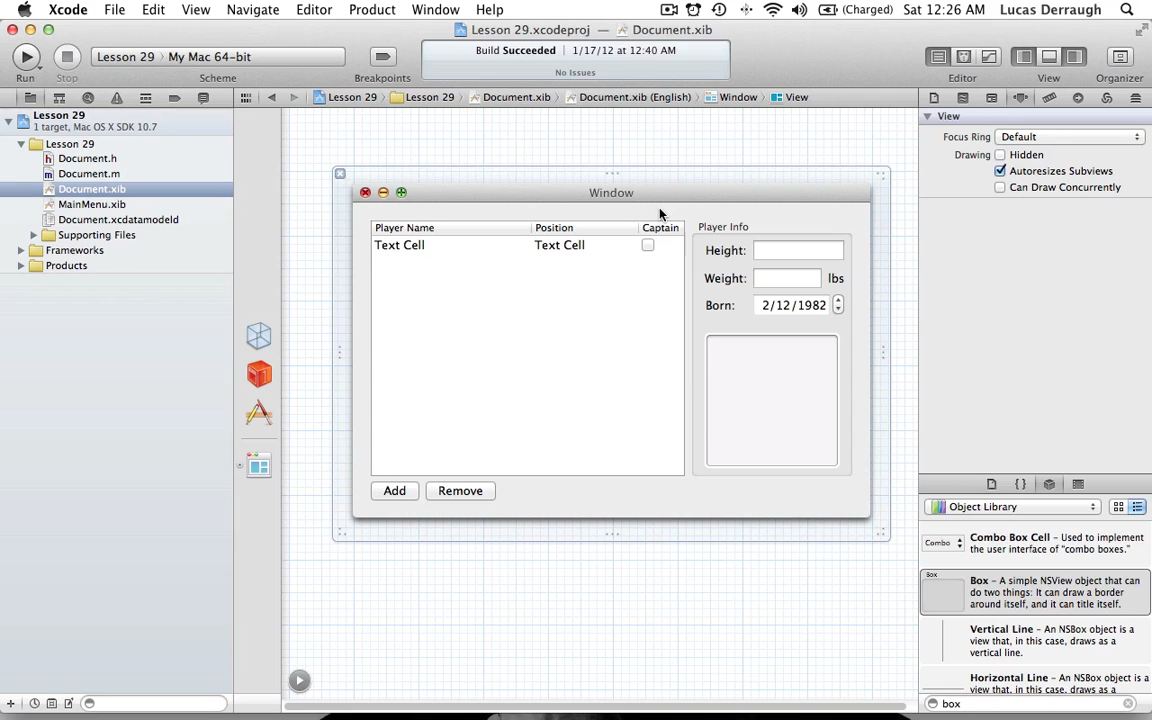 Xcode File Edit View Navigate Editor Product Window Help (Charged) Sat 12:26 AM Lucas Derraugh
Lesson 29.xcodeproj — Document.xib
Run Stop Lesson 29 > My Mac 64-bit Scheme Breakpoints
Build Succeeded | 1/17/12 at 12:40 AM
No Issues
Editor View Organizer
Lesson 29 > Lesson 29 > Document.xib > Document.xib (English) > Window > View
Lesson 29
1 target, Mac OS X SDK 10.7
Lesson 29
Document.h
Document.m
Document.xib
MainMenu.xib
Document.xcdatamodeld
Supporting Files
Frameworks
Products
Window
Player Name Position Captain
Text Cell Text Cell
Add Remove
Player Info
Height:
Weight: lbs
Born: 2/12/1982
View
Focus Ring Default
Drawing Hidden
Autoresizes Subviews
Can Draw Concurrently
Object Library
Combo
Combo Box Cell – Used to implement
the user interface of “combo boxes.”
Box
Box – A simple NSView object that can
do two things: It can draw a border
around itself, and it can title itself.
Vertical Line – An NSBox object is a
view that, in this case, draws as a
vertical line.
Horizontal Line – An NSBox object is a
view that, in this case, draws as a
box